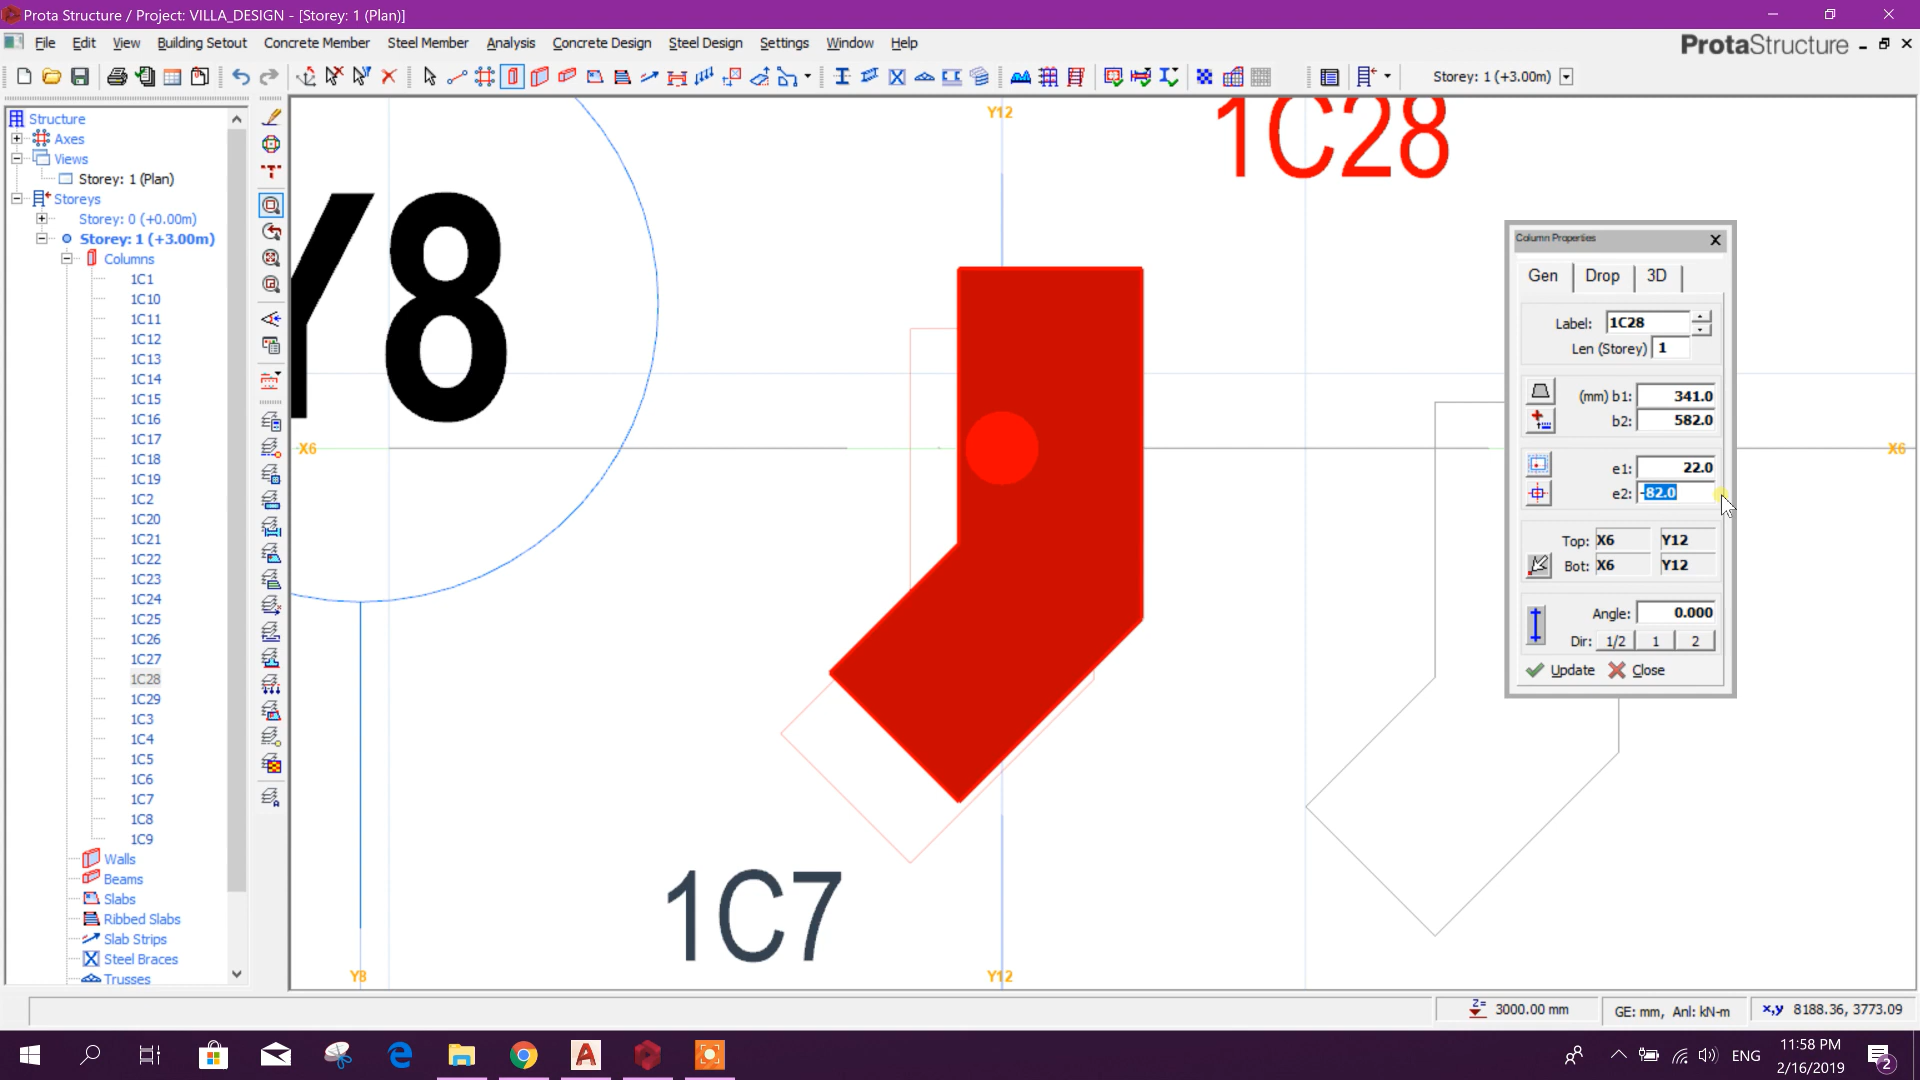 Prota Structure / Project: VILLA_DESIGN - [Storey: 1 (Plan)]
File Edit View Building Setout Concrete Member Steel Member Analysis Concrete Design Steel Design Settings Window Help
ProtaStructure
Storey: 1 (+3.00m)
Structure
Axes
Views
Storey: 1 (Plan)
Storeys
Storey: 0 (+0.00m)
Storey: 1 (+3.00m)
Columns
1C1
1C10
1C11
1C12
1C13
1C14
1C15
1C16
1C17
1C18
1C19
1C2
1C20
1C21
1C22
1C23
1C24
1C25
1C26
1C27
1C28
1C29
1C3
1C4
1C5
1C6
1C7
1C8
1C9
Walls
Beams
Slabs
Ribbed Slabs
Slab Strips
Steel Braces
Trusses
Y12
1C28
Y8
X6
X6
1C7
Y8
Y12
Column Properties
Gen Drop 3D
Label: 1C28
Len (Storey) 1
(mm) b1: 341.0
b2: 582.0
e1: 22.0
e2: -82.0
Top: X6 Y12
Bot: X6 Y12
Angle: 0.000
Dir: 1/2 1 2
Update Close
Z= 3000.00 mm
GE: mm, Anl: kN-m
x,y 8188.36, 3773.09
ENG
11:58 PM
2/16/2019
2